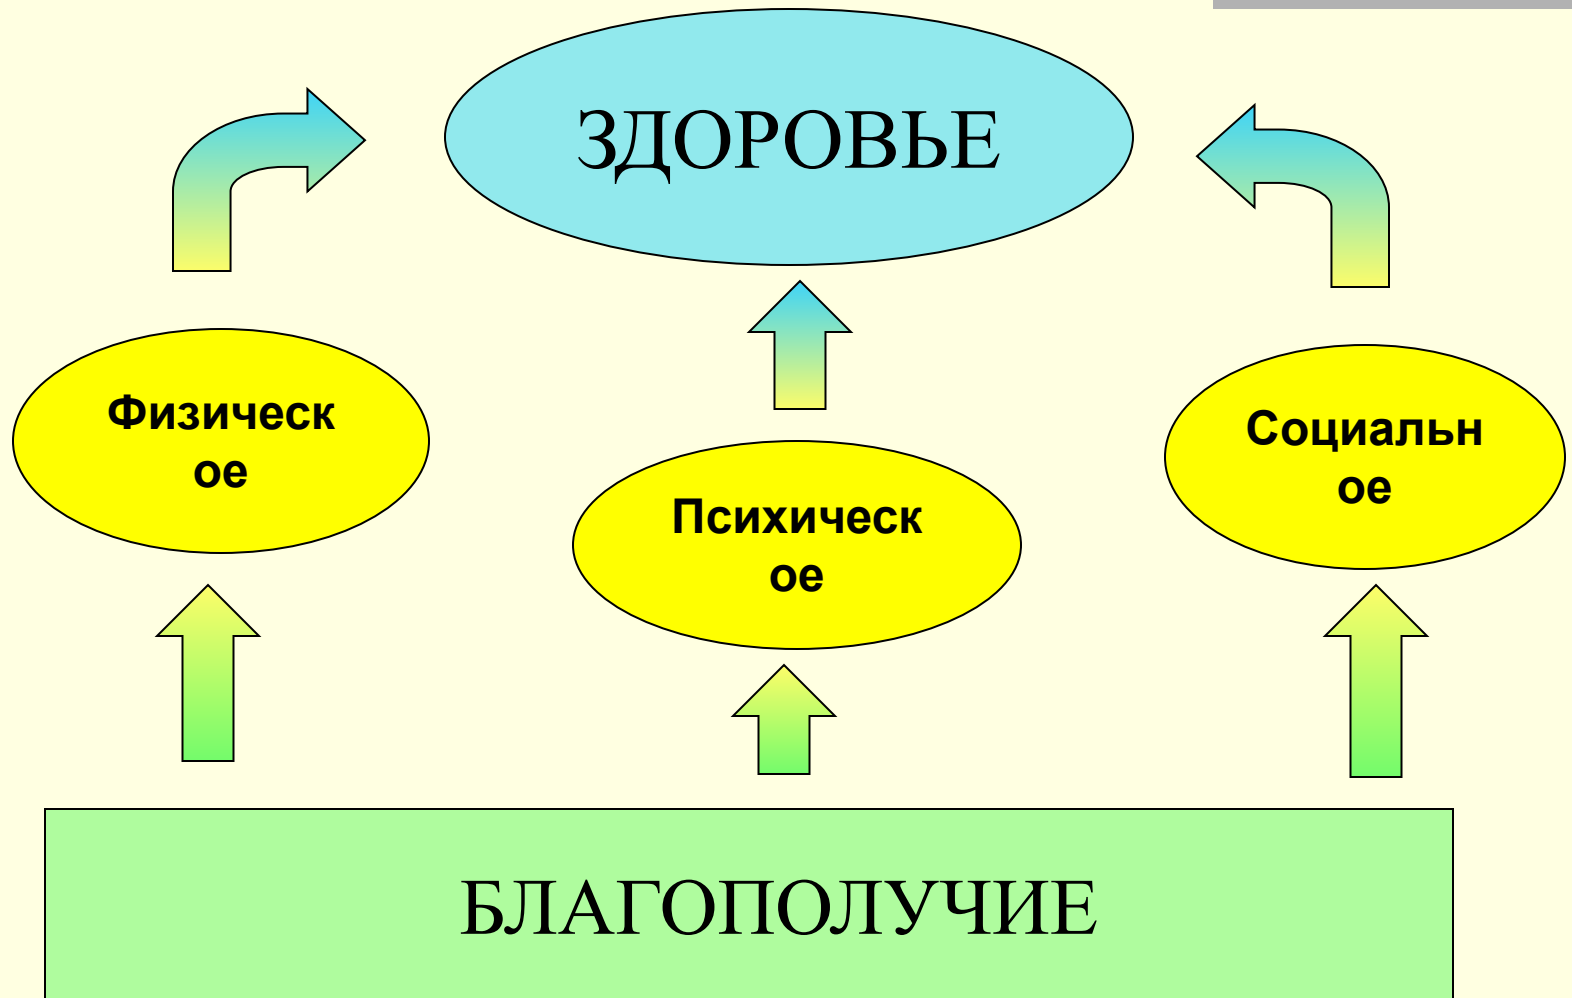 ЗДОРОВЬЕ
Физическ
ое
Психическ
ое
Социальн
ое
БЛАГОПОЛУЧИЕ